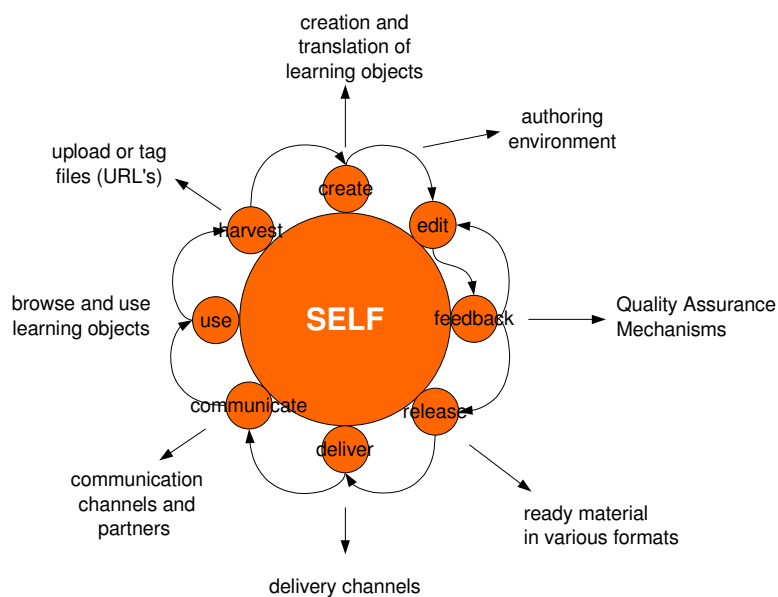 creation and
translation of
learning objects
authoring
environment
upload or tag
files (URL's)
create
harvest
edit
browse and use
learning objects
use
SELF
feedback
Quality Assurance
Mechanisms
communicate
release
deliver
communication
channels and
partners
ready material
in various formats
delivery channels